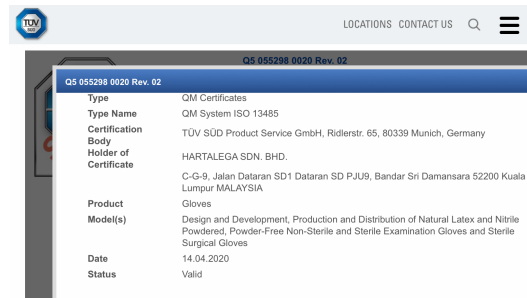 TÜV
SÜD
LOCATIONS CONTACT US
Q5 055298 0020 Rev. 02
Q5 055298 0020 Rev. 02
Type QM Certificates
Type Name QM System ISO 13485
Certification
Body TÜV SÜD Product Service GmbH, Ridlerstr. 65, 80339 Munich, Germany
Holder of
Certificate HARTALEGA SDN. BHD.
C-G-9, Jalan Dataran SD1 Dataran SD PJU9, Bandar Sri Damansara 52200 Kuala
Lumpur MALAYSIA
Product Gloves
Model(s) Design and Development, Production and Distribution of Natural Latex and Nitrile
Powdered, Powder-Free Non-Sterile and Sterile Examination Gloves and Sterile
Surgical Gloves
Date 14.04.2020
Status Valid